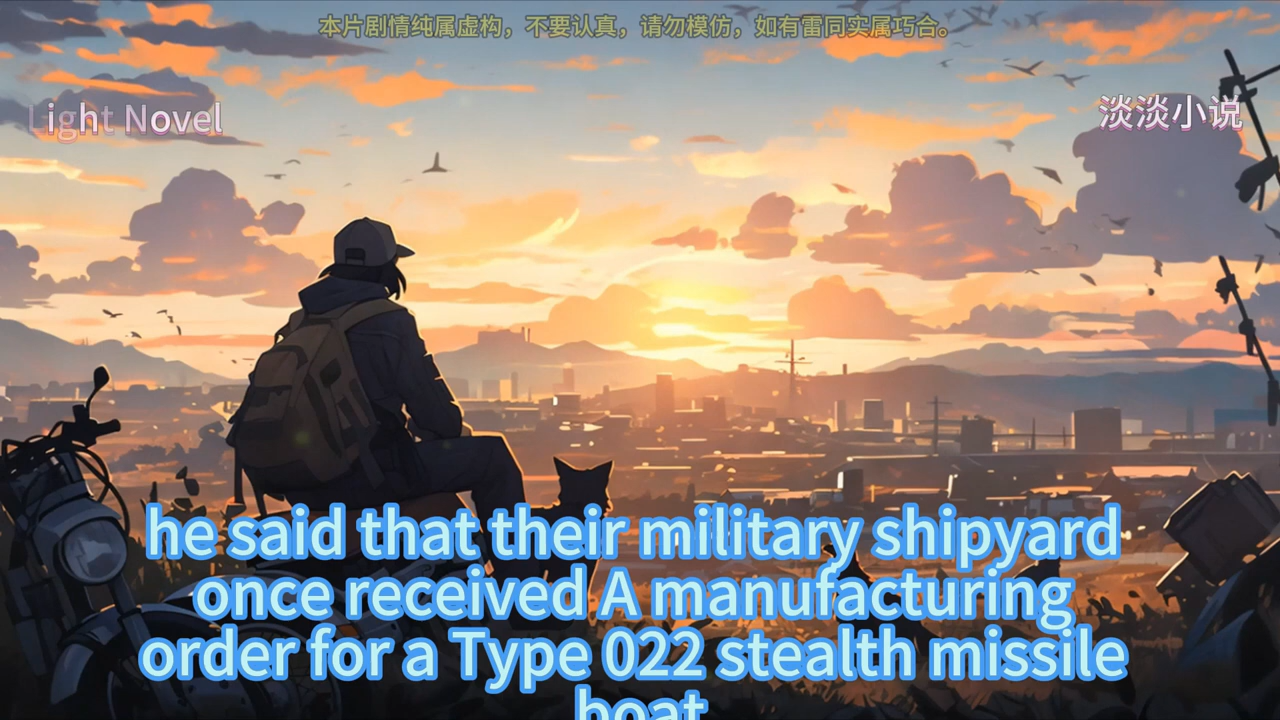 本片剧情纯属虚构，不要认真，请勿模仿，如有雷同实属巧合。
Light Novel
淡淡小说
he said that their military shipyard
once received A manufacturing
order for a Type 022 stealth missile
boat